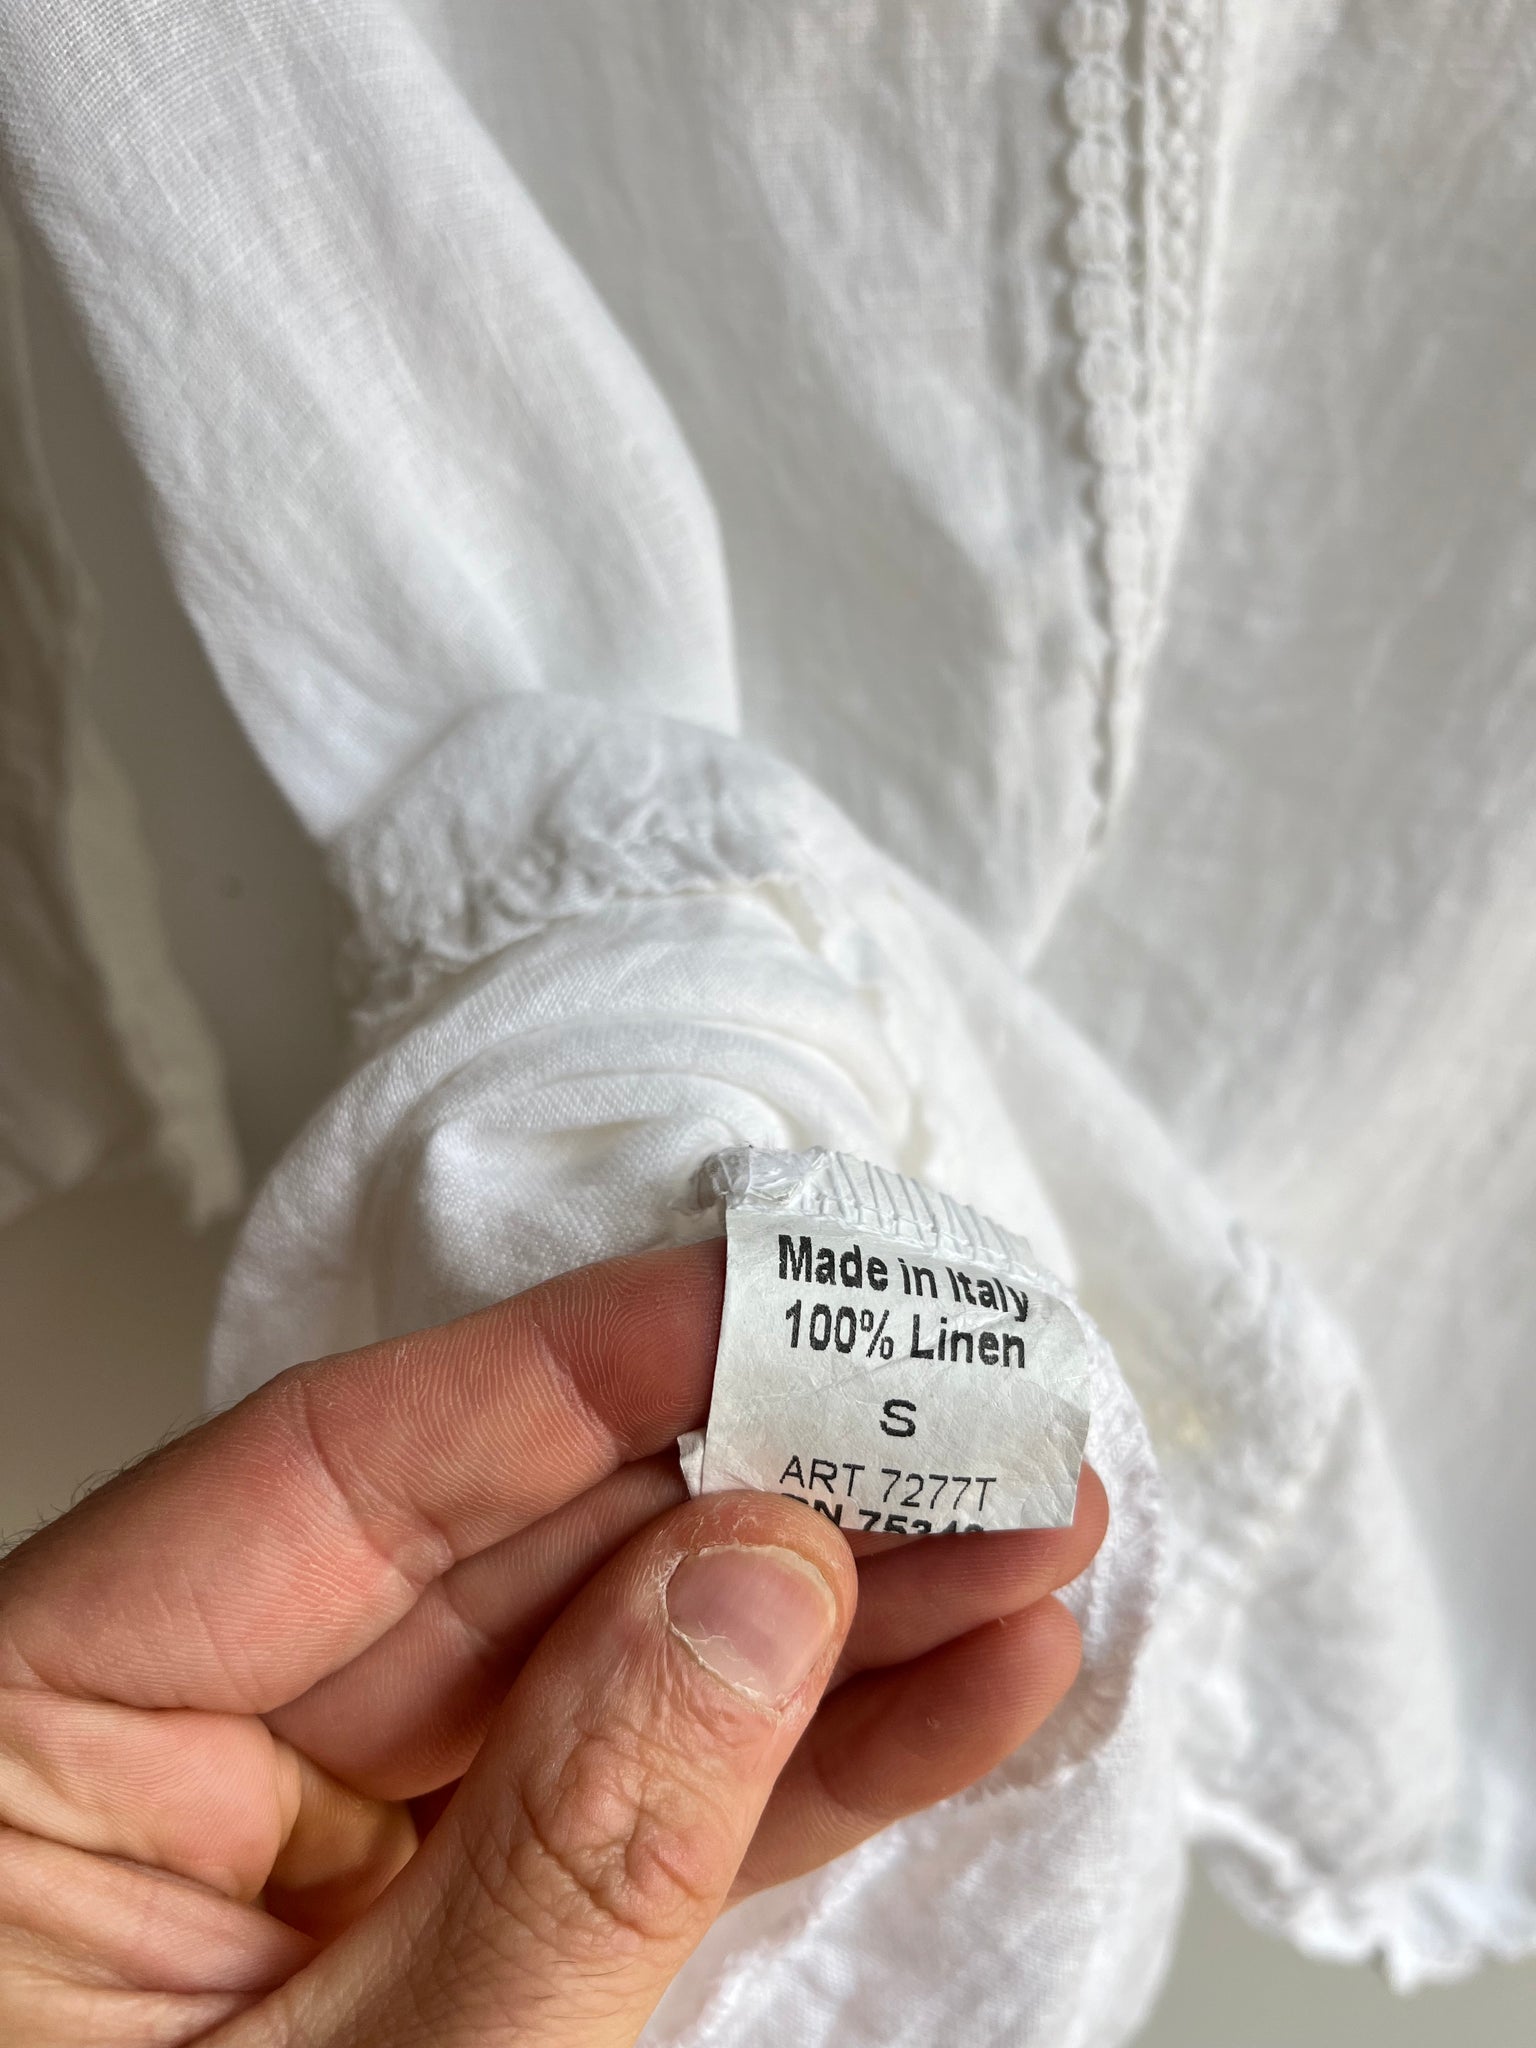 Made in Italy
100% Linen
S
ART 7277T